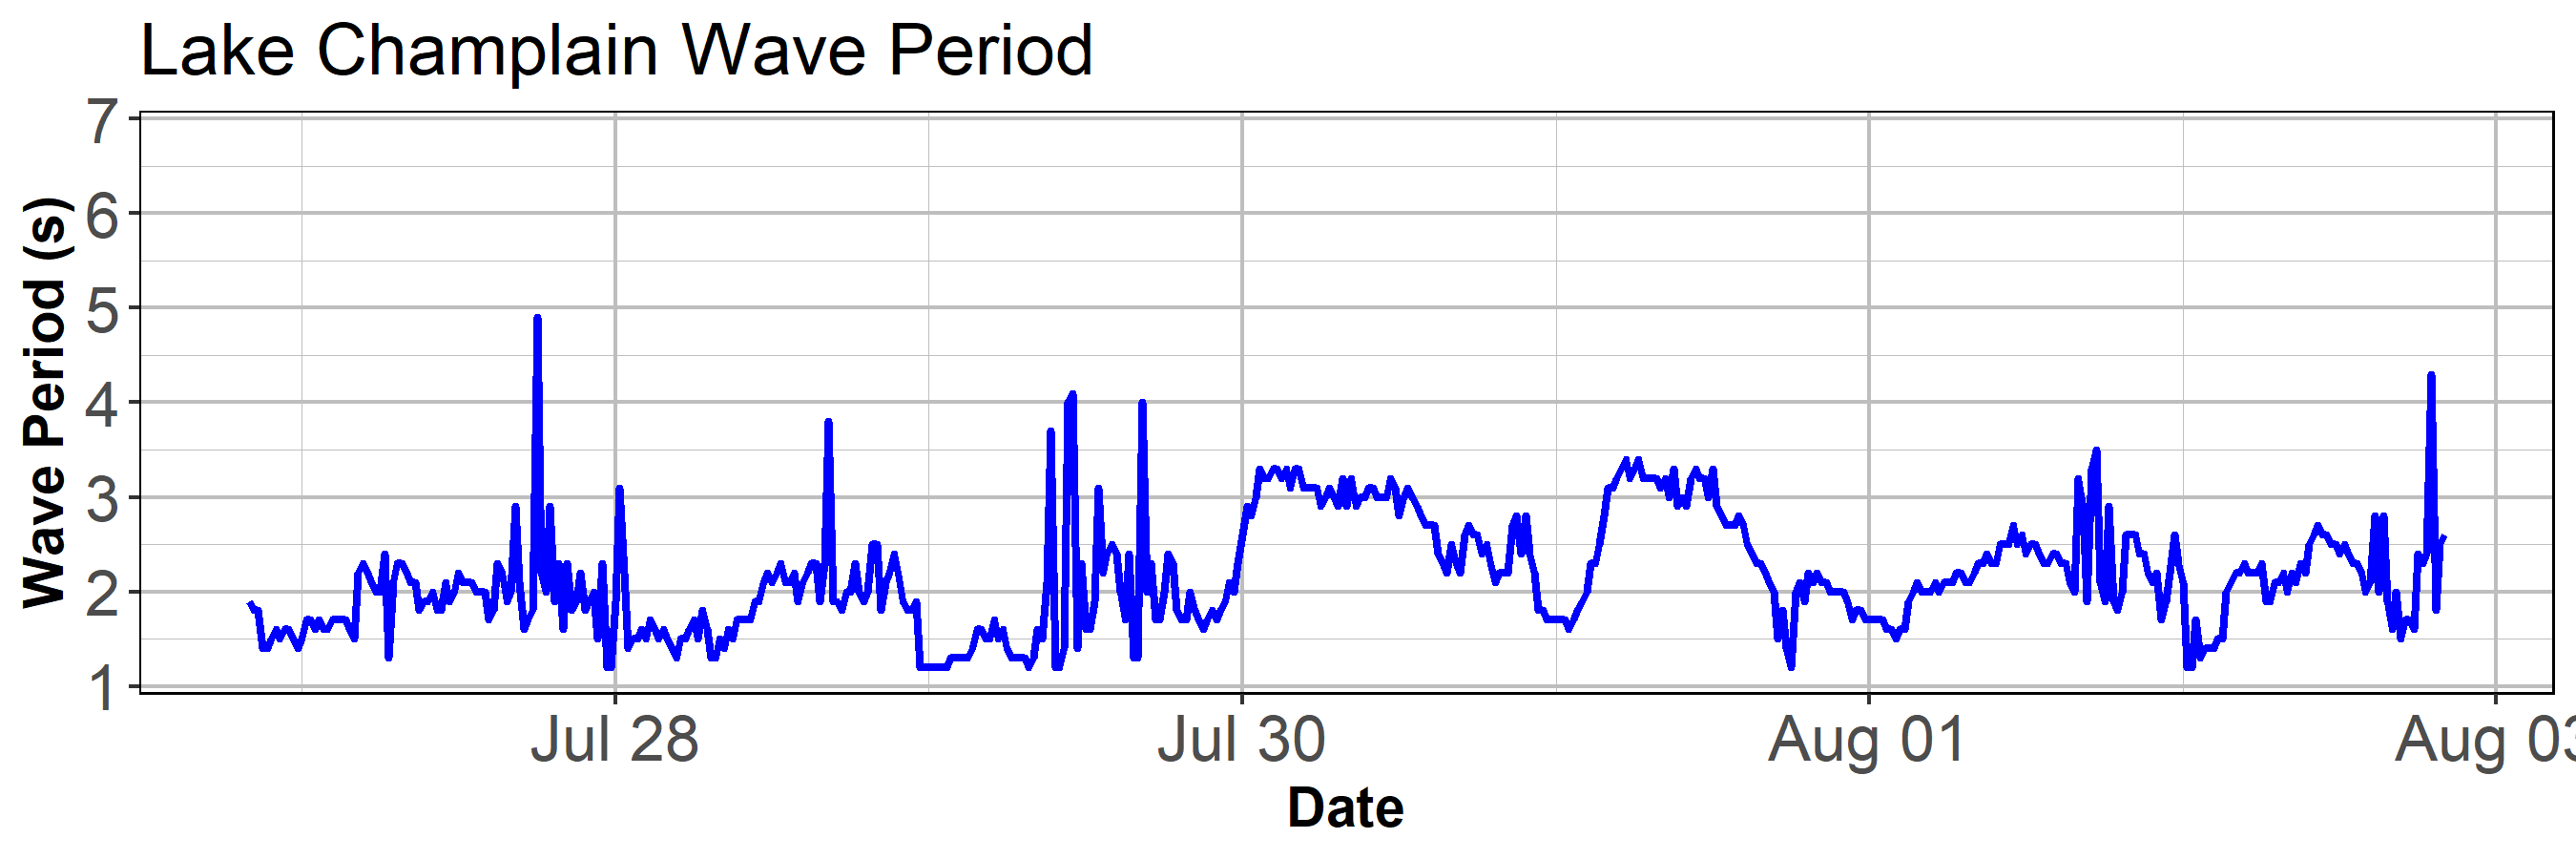 Lake Champlain Wave Period
Wave Period (s)
7
6
5
4
3
2
1
Jul 28
Jul 30
Aug 01
Aug 03
Date